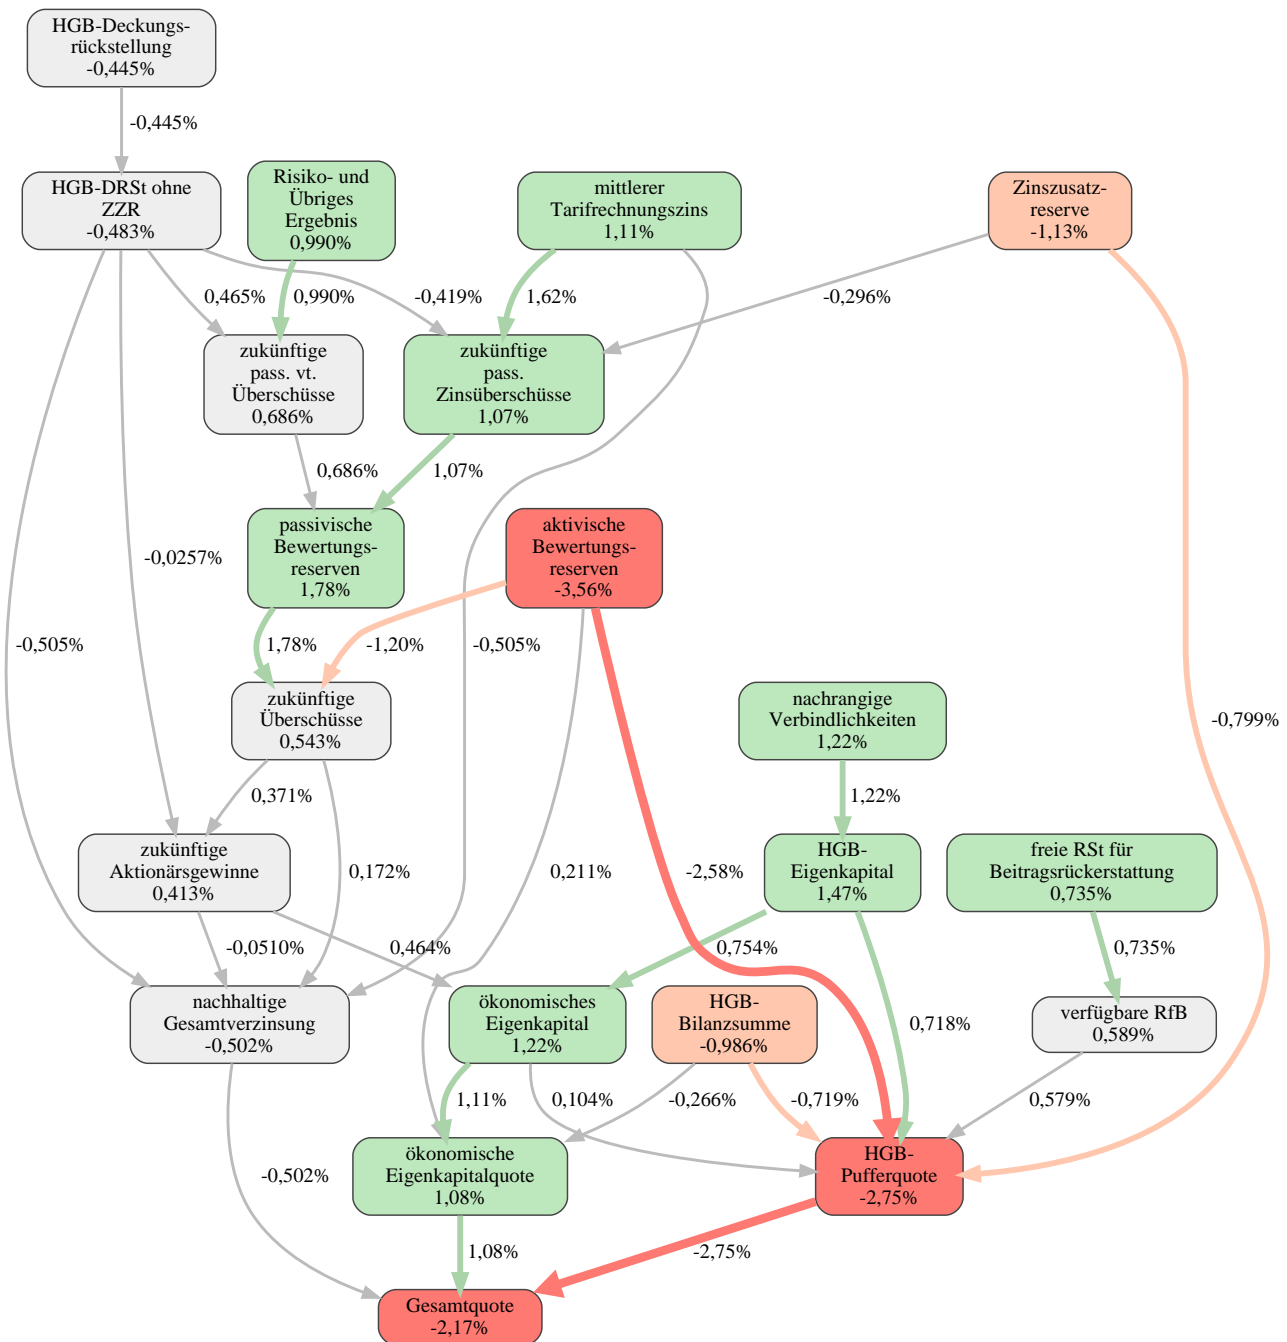 HGB-Deckungs-
rückstellung
-0,445%
-0,445%
HGB-DRSt ohne
ZZR
-0,483%
Risiko- und
Übriges
Ergebnis
0,990%
mittlerer
Tarifrechnungszins
1,11%
Zinszusatz-
reserve
-1,13%
0,465%
0,990%
-0,419%
1,62%
-0,296%
zukünftige
pass. vt.
Überschüsse
0,686%
zukünftige
pass.
Zinsüberschüsse
1,07%
0,686%
1,07%
passivische
Bewertungs-
reserven
1,78%
aktivische
Bewertungs-
reserven
-3,56%
-0,0257%
-0,505%
1,78%
-1,20%
-0,505%
zukünftige
Überschüsse
0,543%
nachrangige
Verbindlichkeiten
1,22%
-0,799%
0,371%
1,22%
zukünftige
Aktionärsgewinne
0,413%
0,172%
0,211%
-2,58%
HGB-
Eigenkapital
1,47%
freie RSt für
Beitragsrückerstattung
0,735%
-0,0510%
0,464%
0,754%
0,735%
nachhaltige
Gesamtverzinsung
-0,502%
ökonomisches
Eigenkapital
1,22%
HGB-
Bilanzsumme
-0,986%
0,718%
verfügbare RfB
0,589%
1,11%
0,104%
-0,266%
-0,719%
0,579%
-0,502%
ökonomische
Eigenkapitalquote
1,08%
HGB-
Pufferquote
-2,75%
1,08%
-2,75%
Gesamtquote
-2,17%